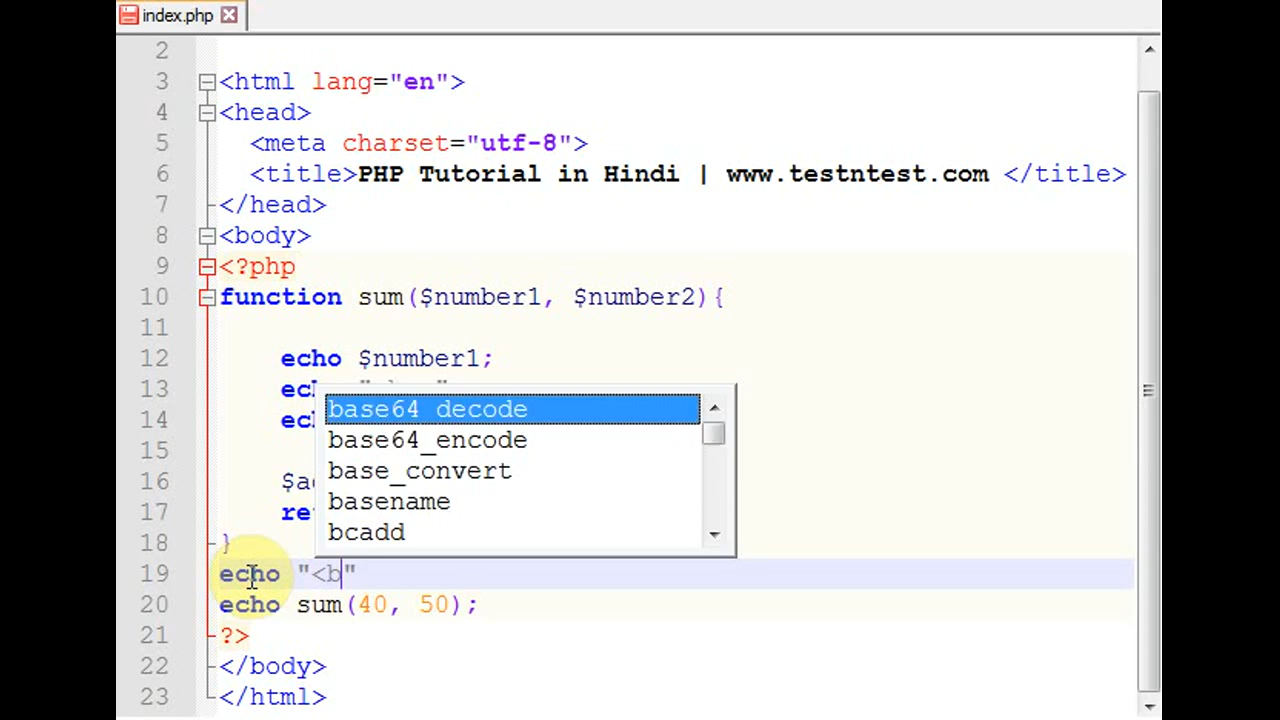 index.php
2
3 <html lang="en">
4 <head>
5 <meta charset="utf-8">
6 <title>PHP Tutorial in Hindi | www.testntest.com </title>
7 </head>
8 <body>
9 <?php
10 function sum($number1, $number2){
11
12 echo $number1;
13
14
15
16
17
18 }
base64_decode
base64_encode
base_convert
basename
bcadd
19 echo "<b"
20 echo sum(40, 50);
21 ?>
22 </body>
23 </html>